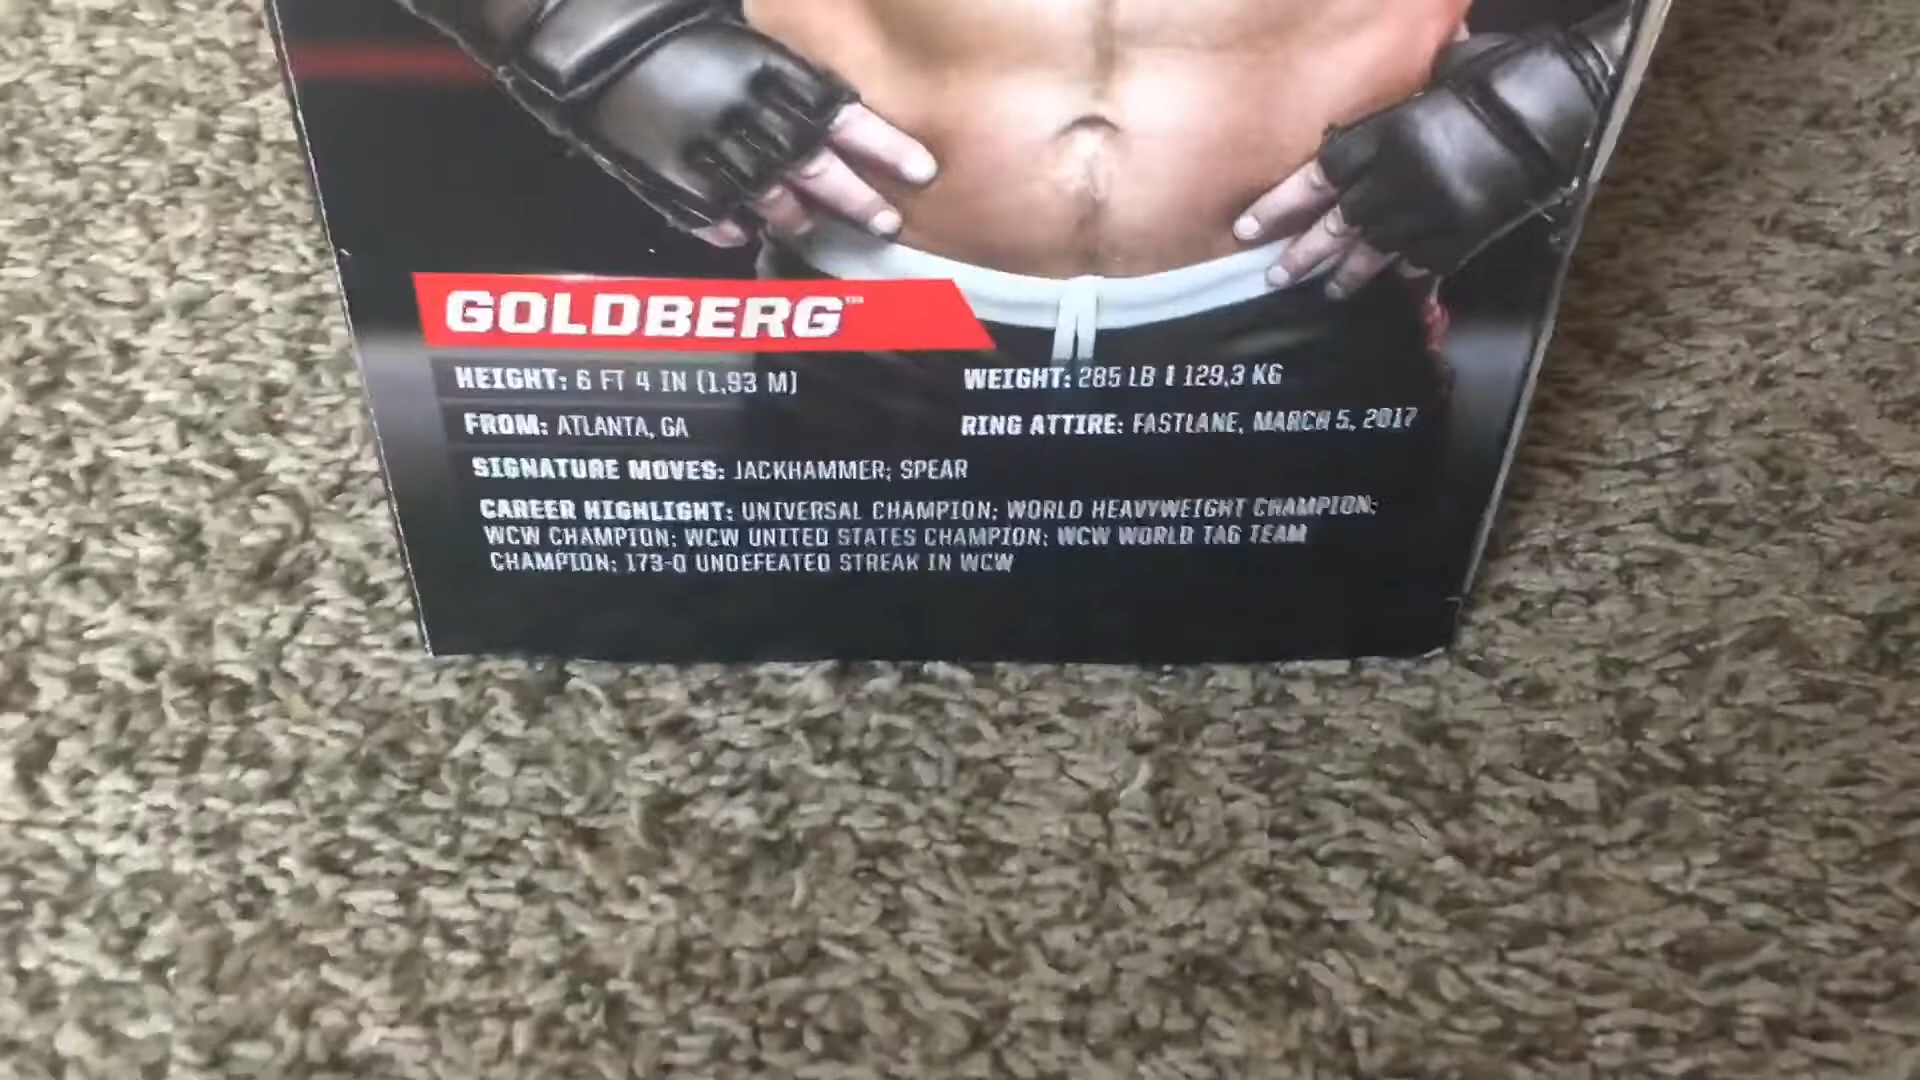 GOLDBERG™
HEIGHT: 6 FT 4 IN (1,93 M)
WEIGHT: 285 LB | 129,3 KG
FROM: ATLANTA, GA
RING ATTIRE: FASTLANE, MARCH 5, 2017
SIGNATURE MOVES: JACKHAMMER; SPEAR
CAREER HIGHLIGHT: UNIVERSAL CHAMPION; WORLD HEAVYWEIGHT CHAMPION;
WCW CHAMPION; WCW UNITED STATES CHAMPION; WCW WORLD TAG TEAM
CHAMPION; 173-0 UNDEFEATED STREAK IN WCW